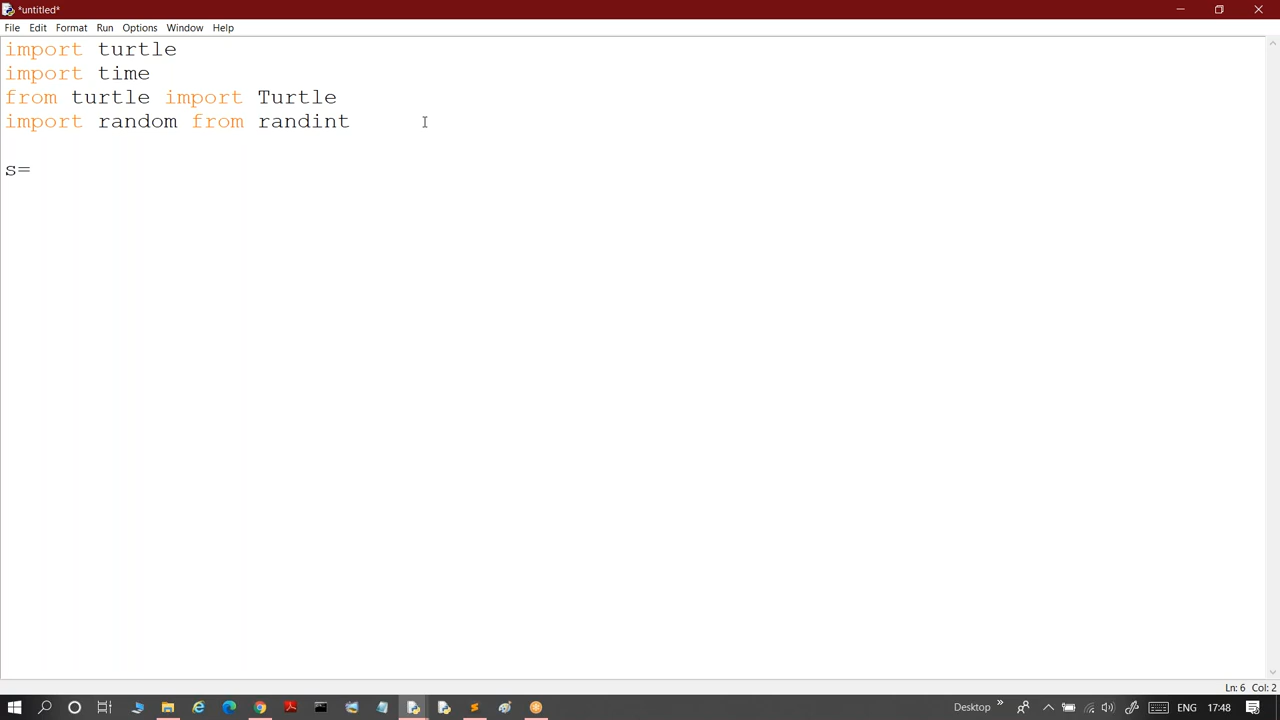 *untitled*
File Edit Format Run Options Window Help
import turtle
import time
from turtle import Turtle
import random from randint
s=
Ln: 6 Col: 2
Desktop » ENG 17:48